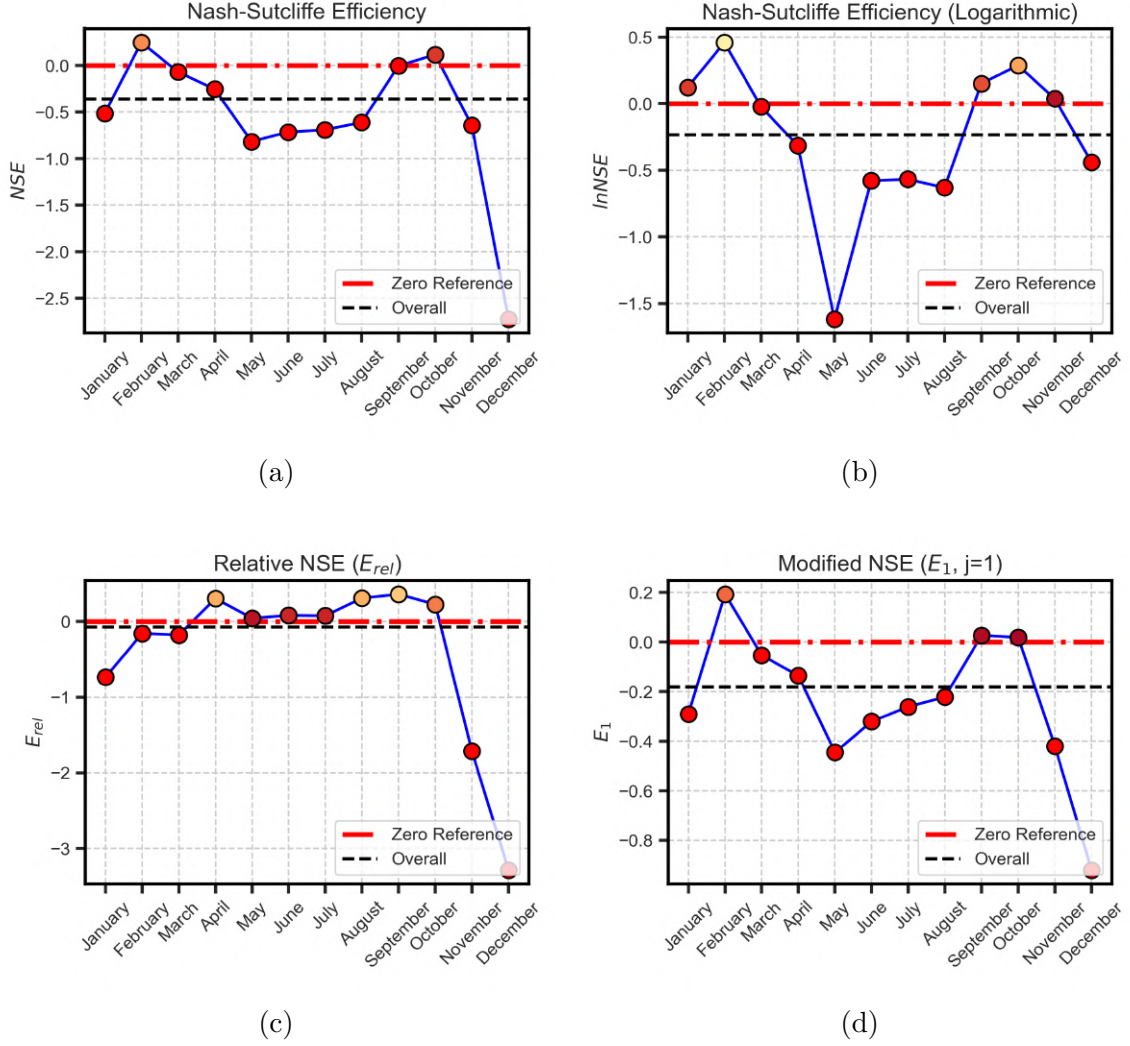 Nash-Sutcliffe Efficiency
NSE
0.0
−0.5
−1.0
−1.5
−2.0
−2.5
Zero Reference
Overall
January
February
March
April
May
June
July
August
September
October
November
December
(a)
Nash-Sutcliffe Efficiency (Logarithmic)
lnNSE
0.5
0.0
−0.5
−1.0
−1.5
Zero Reference
Overall
January
February
March
April
May
June
July
August
September
October
November
December
(b)
Relative NSE (E_rel)
E_rel
0
−1
−2
−3
Zero Reference
Overall
January
February
March
April
May
June
July
August
September
October
November
December
(c)
Modified NSE (E₁, j=1)
E₁
0.2
0.0
−0.2
−0.4
−0.6
−0.8
Zero Reference
Overall
January
February
March
April
May
June
July
August
September
October
November
December
(d)